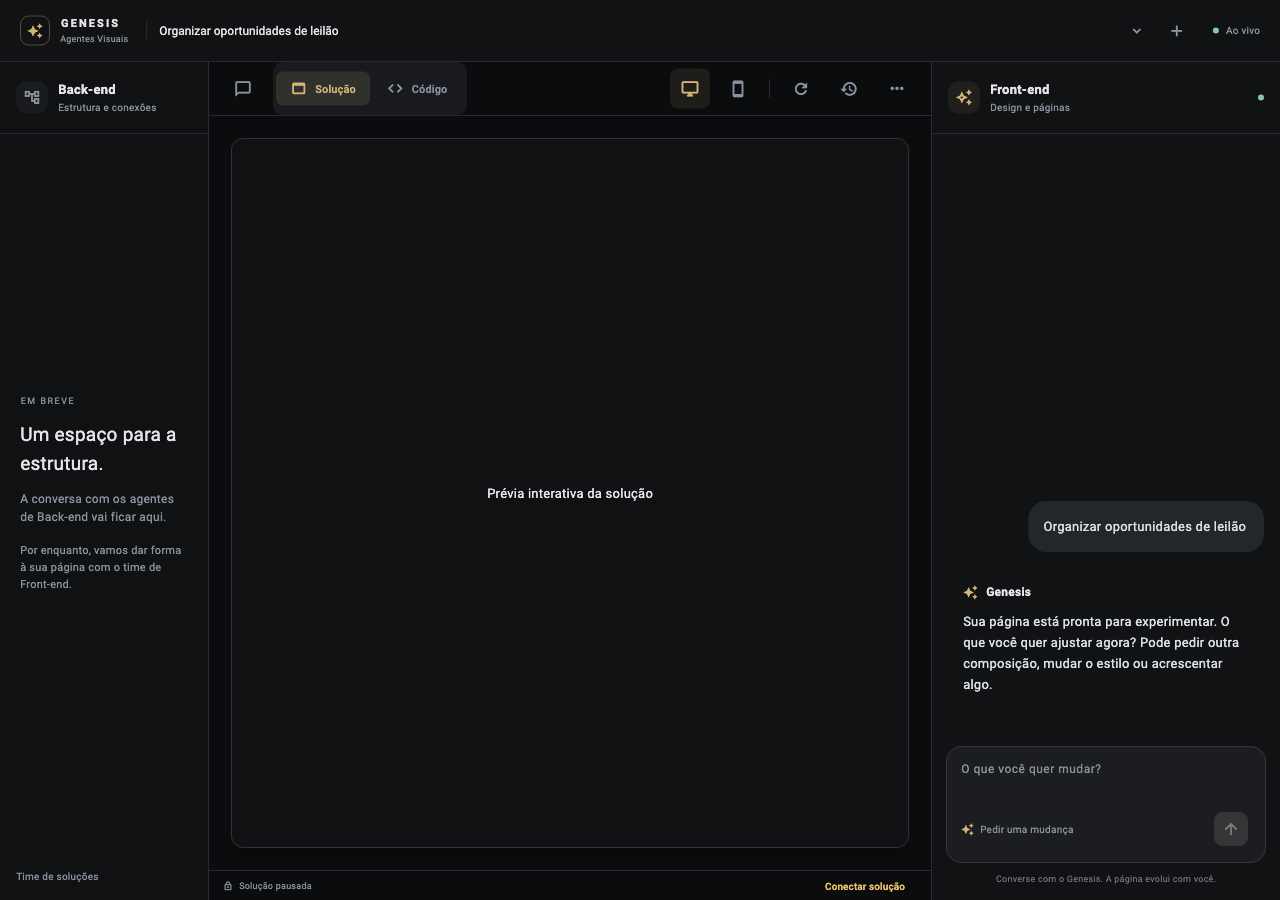 GENESIS
Agentes Visuais
Organizar oportunidades de leilão
Ao vivo
Back-end
Estrutura e conexões
Solução
Código
Front-end
Design e páginas
EM BREVE
Um espaço para a
estrutura.
A conversa com os agentes
de Back-end vai ficar aqui.
Por enquanto, vamos dar forma
à sua página com o time de
Front-end.
Time de soluções
Prévia interativa da solução
Solução pausada
Conectar solução
Organizar oportunidades de leilão
Genesis
Sua página está pronta para experimentar. O
que você quer ajustar agora? Pode pedir outra
composição, mudar o estilo ou acrescentar
algo.
O que você quer mudar?
Pedir uma mudança
Converse com o Genesis. A página evolui com você.